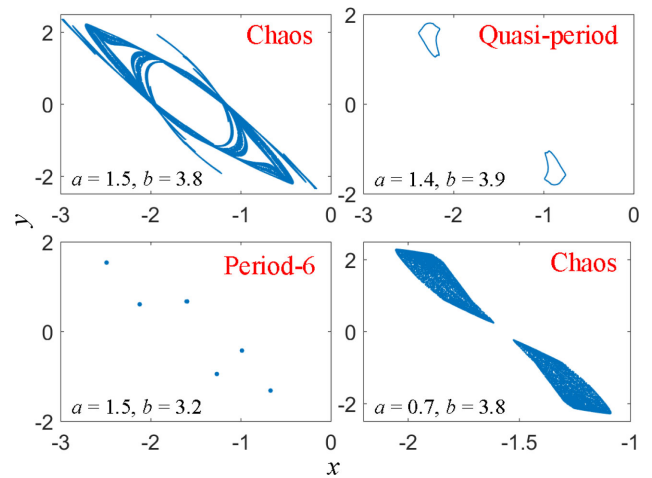 2
0
-2
-3
-2
-1
0
Chaos
a = 1.5, b = 3.8
2
0
-2
-3
-2
-1
0
Quasi-period
a = 1.4, b = 3.9
y
2
0
-2
-3
-2
-1
0
Period-6
a = 1.5, b = 3.2
2
0
-2
-2
-1.5
-1
Chaos
a = 0.7, b = 3.8
x